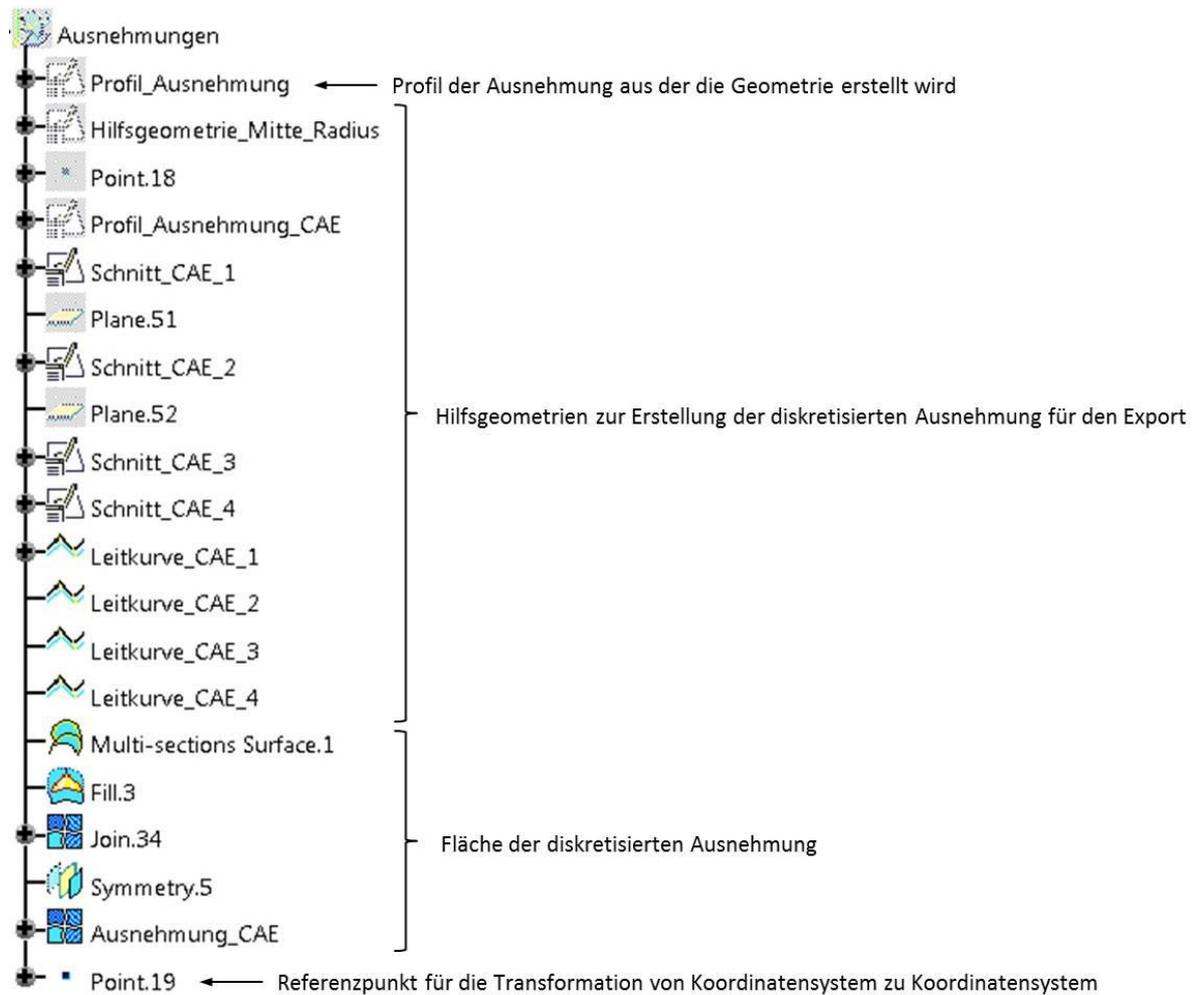 Ausnehmungen
Profil_Ausnehmung
Profil der Ausnehmung aus der die Geometrie erstellt wird
Hilfsgeometrie_Mitte_Radius
Point.18
Profil_Ausnehmung_CAE
Schnitt_CAE_1
Plane.51
Schnitt_CAE_2
Plane.52
Hilfsgeometrien zur Erstellung der diskretisierten Ausnehmung für den Export
Schnitt_CAE_3
Schnitt_CAE_4
Leitkurve_CAE_1
Leitkurve_CAE_2
Leitkurve_CAE_3
Leitkurve_CAE_4
Multi-sections Surface.1
Fill.3
Join.34
Fläche der diskretisierten Ausnehmung
Symmetry.5
Ausnehmung_CAE
Point.19
Referenzpunkt für die Transformation von Koordinatensystem zu Koordinatensystem